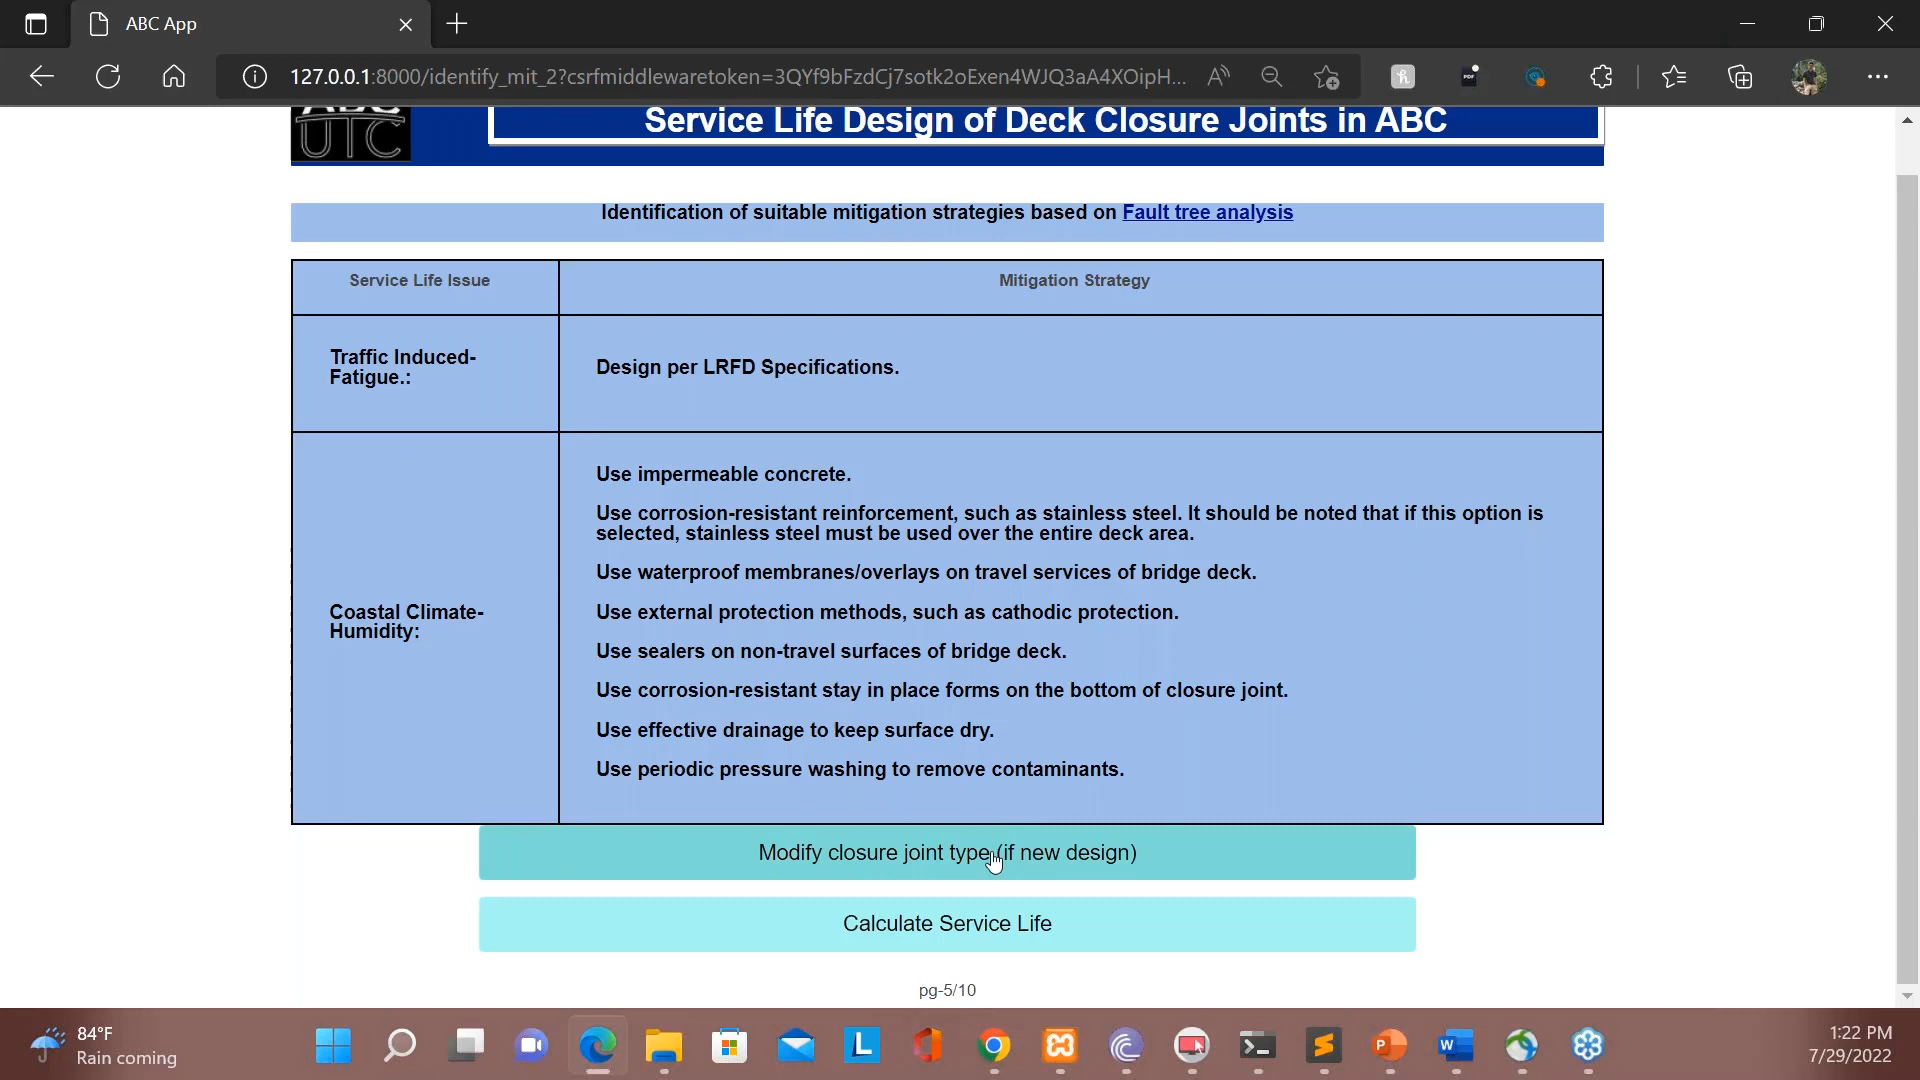 ABC App
127.0.0.1:8000/identify_mit_2?csrfmiddlewaretoken=3QYf9bFzdCj7sotk2oExen4WJQ3aA4XOipH...
ABC
UTC
Service Life Design of Deck Closure Joints in ABC
Identification of suitable mitigation strategies based on Fault tree analysis
Service Life Issue
Mitigation Strategy
Traffic Induced-
Fatigue.:
Design per LRFD Specifications.
Coastal Climate-
Humidity:
Use impermeable concrete.
Use corrosion-resistant reinforcement, such as stainless steel. It should be noted that if this option is
selected, stainless steel must be used over the entire deck area.
Use waterproof membranes/overlays on travel services of bridge deck.
Use external protection methods, such as cathodic protection.
Use sealers on non-travel surfaces of bridge deck.
Use corrosion-resistant stay in place forms on the bottom of closure joint.
Use effective drainage to keep surface dry.
Use periodic pressure washing to remove contaminants.
Modify closure joint type (if new design)
Calculate Service Life
pg-5/10
84°F
Rain coming
1:22 PM
7/29/2022